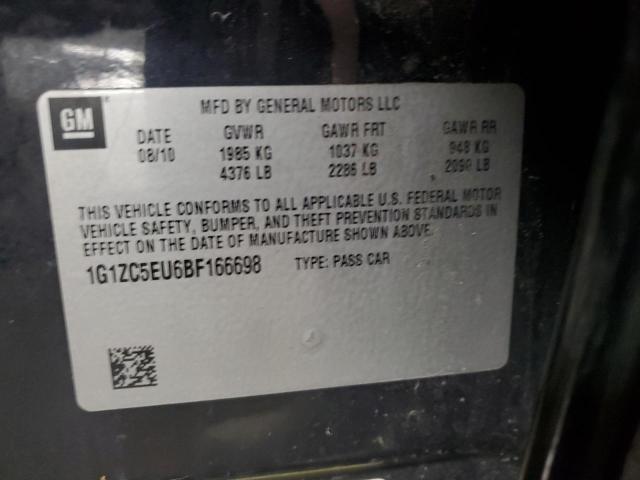 GM
MFD BY GENERAL MOTORS LLC
DATE GVWR GAWR FRT GAWR RR
08/10 1985 KG 1037 KG 948 KG
4376 LB 2286 LB 2090 LB
THIS VEHICLE CONFORMS TO ALL APPLICABLE U.S. FEDERAL MOTOR
VEHICLE SAFETY, BUMPER, AND THEFT PREVENTION STANDARDS IN
EFFECT ON THE DATE OF MANUFACTURE SHOWN ABOVE.
1G1ZC5EU6BF166698 TYPE: PASS CAR